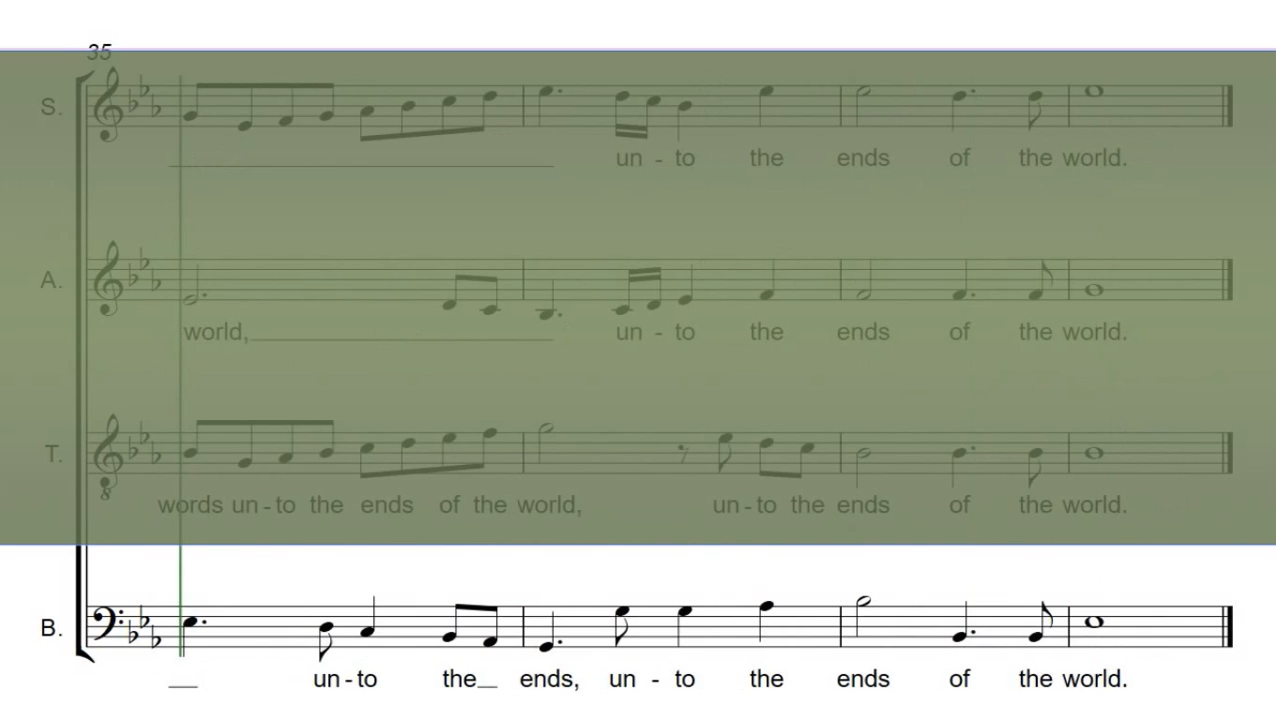 35
S.
un - to the ends of the world.
A.
world, un - to the ends of the world.
T.
8
words un - to the ends of the world, un - to the ends of the world.
B.
un - to the ends, un - to the ends of the world.